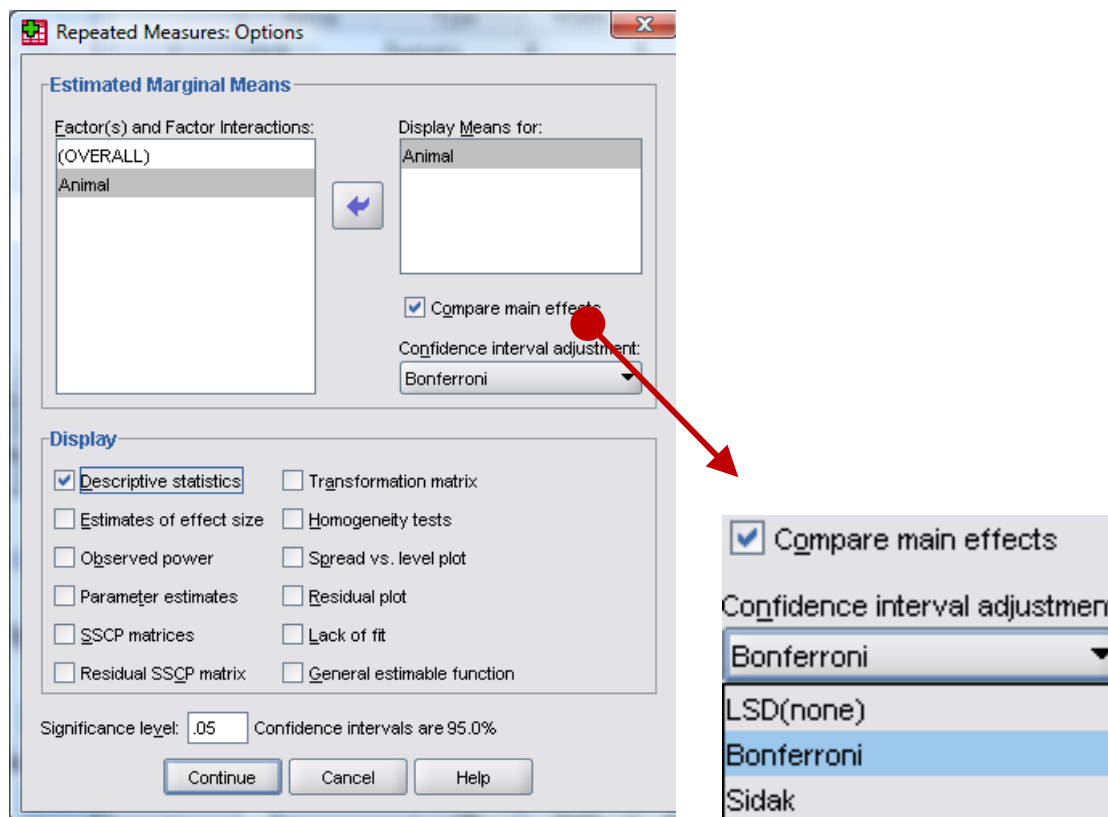 Repeated Measures: Options
Estimated Marginal Means
Factor(s) and Factor Interactions:
(OVERALL)
Animal
Display Means for:
Animal
Compare main effects
Confidence interval adjustment:
Bonferroni
Display
Descriptive statistics
Transformation matrix
Estimates of effect size
Homogeneity tests
Observed power
Spread vs. level plot
Parameter estimates
Residual plot
SSCP matrices
Lack of fit
Residual SSCP matrix
General estimable function
Significance level: .05 Confidence intervals are 95.0%
Continue
Cancel
Help
Compare main effects
Confidence interval adjustmen
Bonferroni
LSD(none)
Bonferroni
Sidak